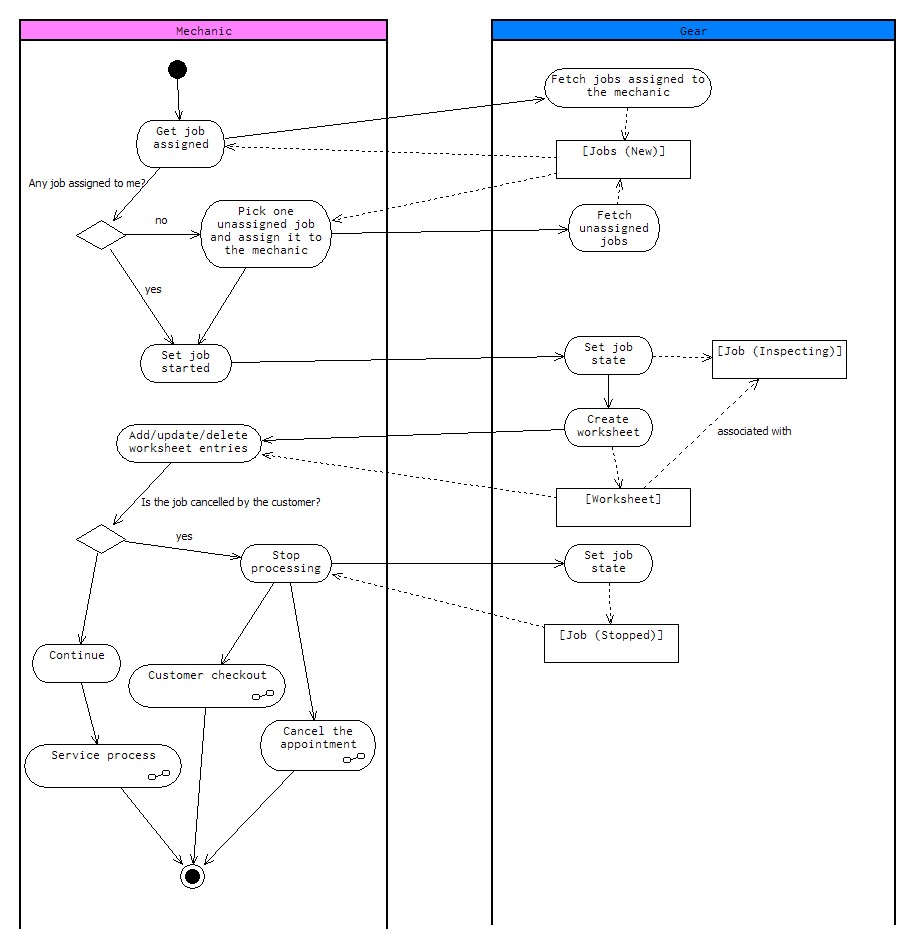 Mechanic
Gear
Fetch jobs assigned to
the mechanic
Get job
assigned
[Jobs (New)]
Any job assigned to me?
no
Pick one
unassigned job
and assign it to
the mechanic
Fetch
unassigned
jobs
yes
Set job
started
Set job
state
[Job (Inspecting)]
Add/update/delete
worksheet entries
Create
worksheet
associated with
[Worksheet]
Is the job cancelled by the customer?
yes
Stop
processing
Set job
state
[Job (Stopped)]
Continue
Customer checkout
Cancel the
appointment
Service process